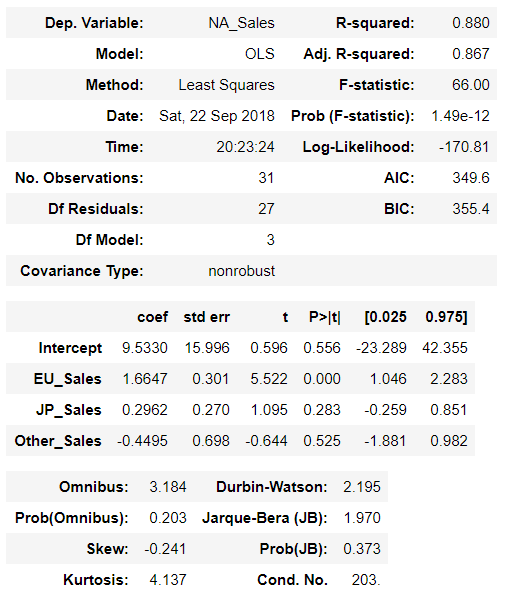 Dep. Variable: NA_Sales R-squared: 0.880
Model: OLS Adj. R-squared: 0.867
Method: Least Squares F-statistic: 66.00
Date: Sat, 22 Sep 2018 Prob (F-statistic): 1.49e-12
Time: 20:23:24 Log-Likelihood: -170.81
No. Observations: 31 AIC: 349.6
Df Residuals: 27 BIC: 355.4
Df Model: 3
Covariance Type: nonrobust
coef std err t P>|t| [0.025 0.975]
Intercept 9.5330 15.996 0.596 0.556 -23.289 42.355
EU_Sales 1.6647 0.301 5.522 0.000 1.046 2.283
JP_Sales 0.2962 0.270 1.095 0.283 -0.259 0.851
Other_Sales -0.4495 0.698 -0.644 0.525 -1.881 0.982
Omnibus: 3.184 Durbin-Watson: 2.195
Prob(Omnibus): 0.203 Jarque-Bera (JB): 1.970
Skew: -0.241 Prob(JB): 0.373
Kurtosis: 4.137 Cond. No. 203.